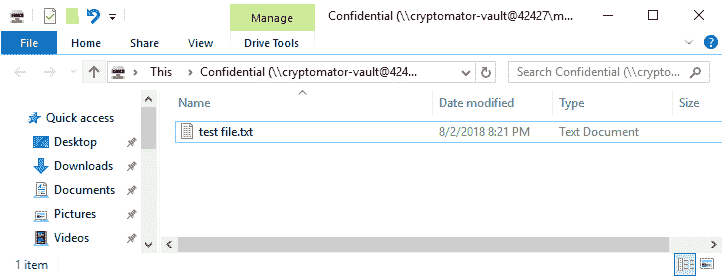 Manage
Confidential (\\cryptomator-vault@42427\m...
File
Home
Share
View
Drive Tools
This
Confidential (\\cryptomator-vault@424...
Search Confidential (\\crypto...
Name
Date modified
Type
Size
Quick access
Desktop
Downloads
Documents
Pictures
Videos
test file.txt
8/2/2018 8:21 PM
Text Document
1 item